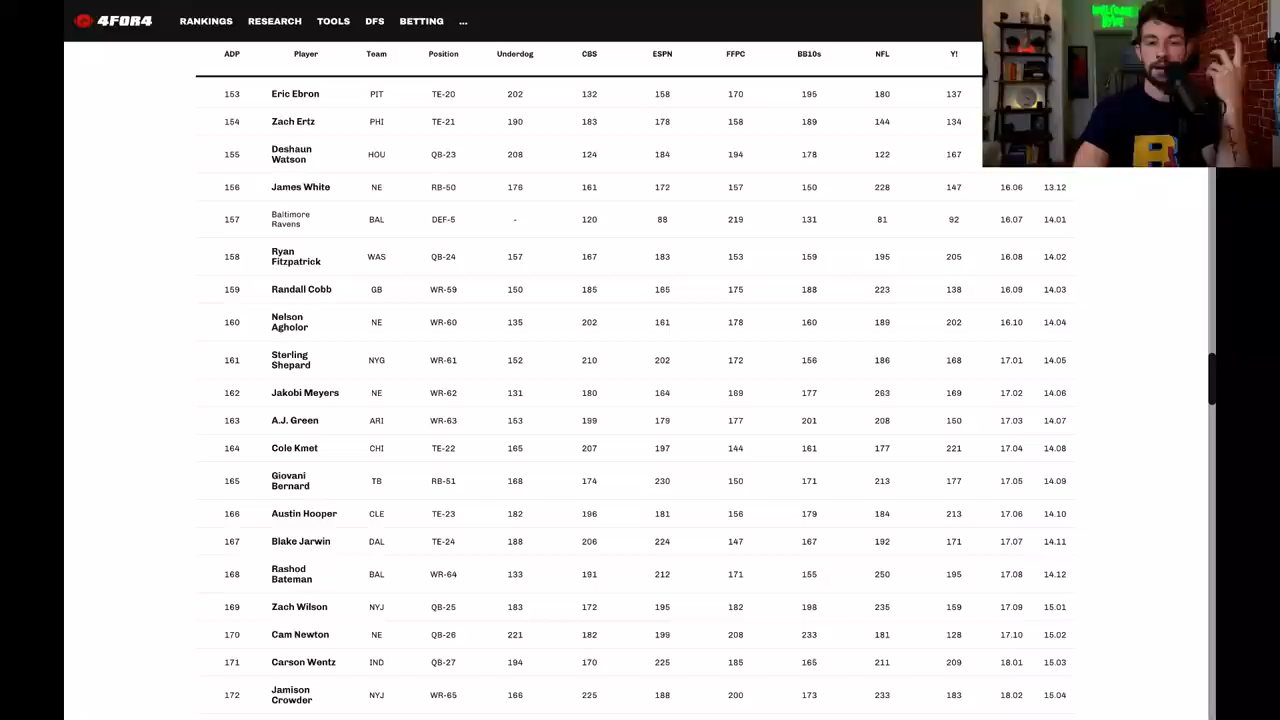 4FOR4 RANKINGS RESEARCH TOOLS DFS BETTING ...
ADP Player Team Position Underdog CBS ESPN FFPC BB10s NFL Y!
153 Eric Ebron PIT TE-20 202 132 158 170 195 180 137
154 Zach Ertz PHI TE-21 190 183 178 158 189 144 134
155 Deshaun Watson HOU QB-23 208 124 184 194 178 122 167
156 James White NE RB-50 176 161 172 157 150 228 147 16.06 13.12
157 Baltimore Ravens BAL DEF-5 - 120 88 219 131 81 92 16.07 14.01
158 Ryan Fitzpatrick WAS QB-24 157 167 183 153 159 195 205 16.08 14.02
159 Randall Cobb GB WR-59 150 185 165 175 188 223 138 16.09 14.03
160 Nelson Agholor NE WR-60 135 202 161 178 160 189 202 16.10 14.04
161 Sterling Shepard NYG WR-61 152 210 202 172 156 186 168 17.01 14.05
162 Jakobi Meyers NE WR-62 131 180 164 169 177 263 169 17.02 14.06
163 A.J. Green ARI WR-63 153 199 179 177 201 208 150 17.03 14.07
164 Cole Kmet CHI TE-22 165 207 197 144 161 177 221 17.04 14.08
165 Giovani Bernard TB RB-51 168 174 230 150 171 213 177 17.05 14.09
166 Austin Hooper CLE TE-23 182 196 181 156 179 184 213 17.06 14.10
167 Blake Jarwin DAL TE-24 188 206 224 147 167 192 171 17.07 14.11
168 Rashod Bateman BAL WR-64 133 191 212 171 155 250 195 17.08 14.12
169 Zach Wilson NYJ QB-25 183 172 195 182 198 235 159 17.09 15.01
170 Cam Newton NE QB-26 221 182 199 208 233 181 128 17.10 15.02
171 Carson Wentz IND QB-27 194 170 225 185 165 211 209 18.01 15.03
172 Jamison Crowder NYJ WR-65 166 225 188 200 173 233 183 18.02 15.04